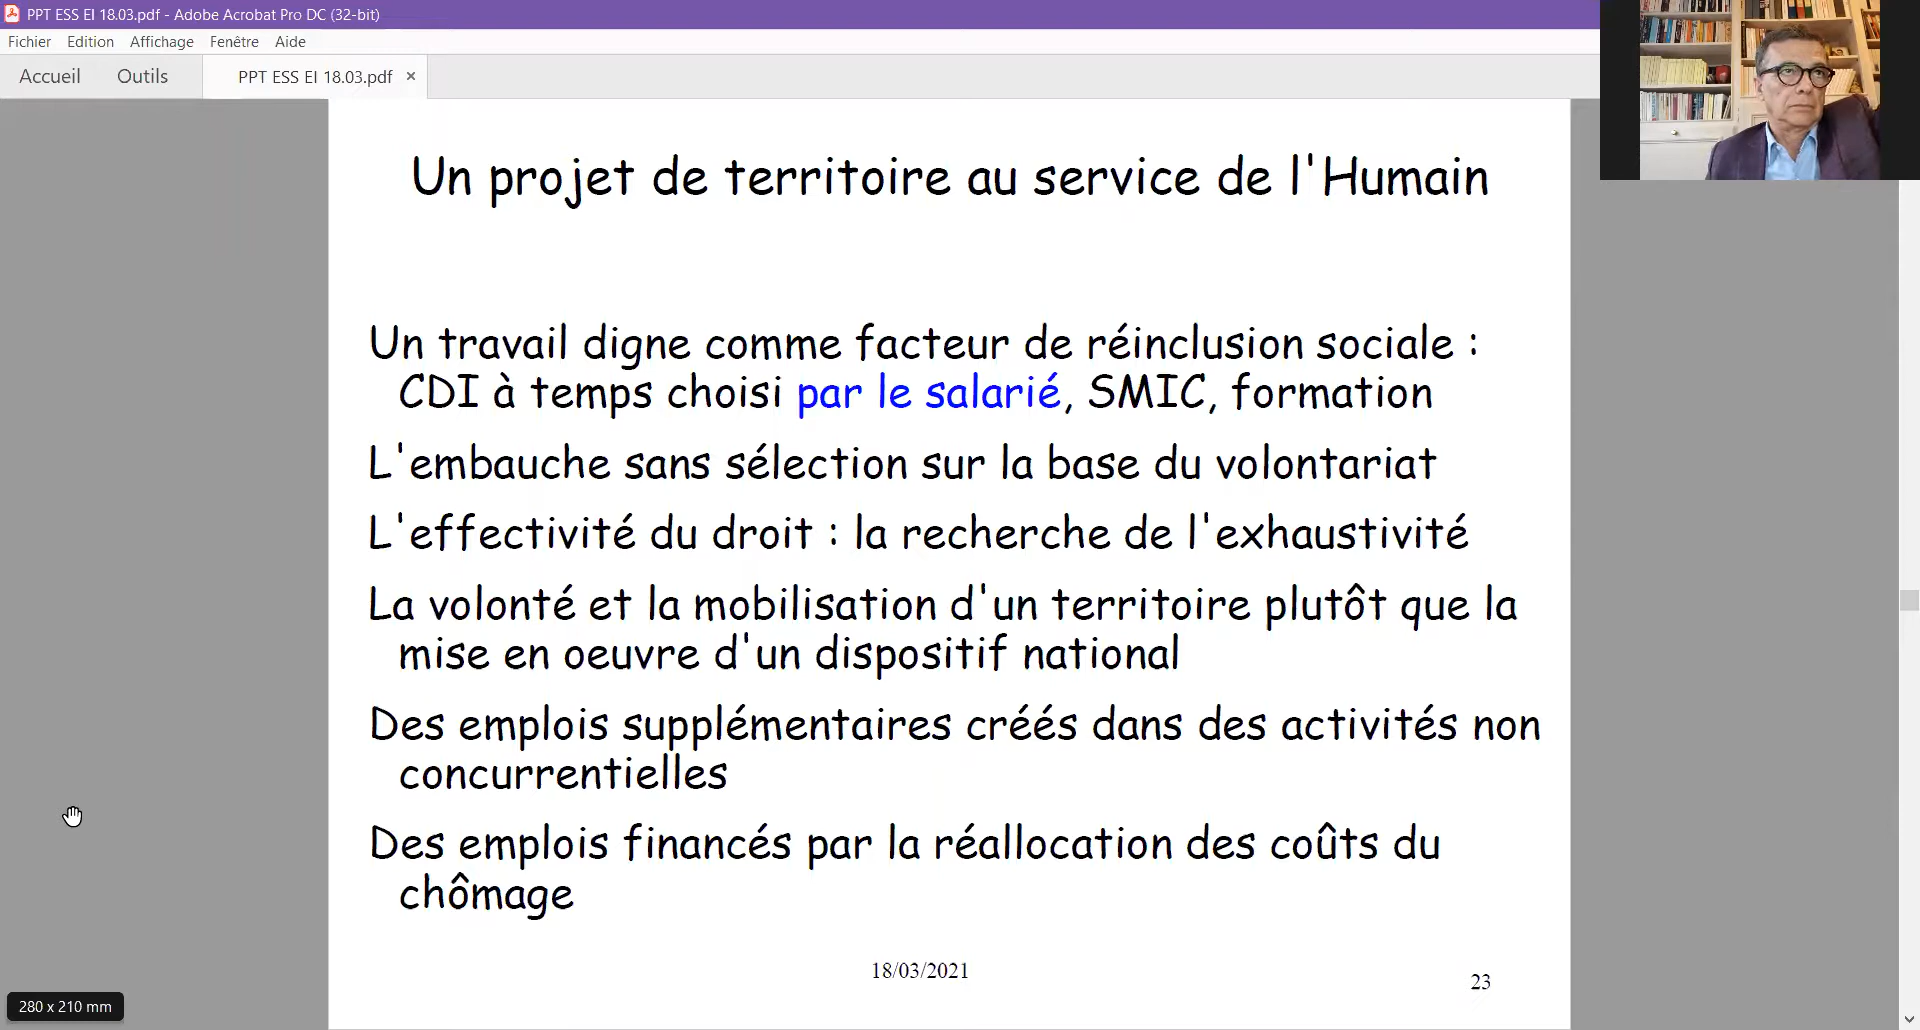 PPT ESS EI 18.03.pdf - Adobe Acrobat Pro DC (32-bit)
Fichier Edition Affichage Fenêtre Aide
Accueil Outils PPT ESS EI 18.03.pdf ×
Un projet de territoire au service de l'Humain
Un travail digne comme facteur de réinclusion sociale :
CDI à temps choisi par le salarié, SMIC, formation
L'embauche sans sélection sur la base du volontariat
L'effectivité du droit : la recherche de l'exhaustivité
La volonté et la mobilisation d'un territoire plutôt que la
mise en oeuvre d'un dispositif national
Des emplois supplémentaires créés dans des activités non
concurrentielles
Des emplois financés par la réallocation des coûts du
chômage
18/03/2021
23
280 x 210 mm